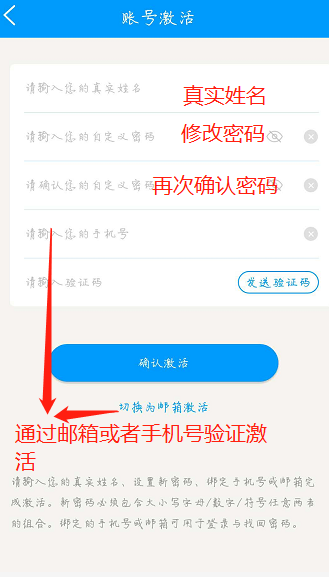 账号激活
请输入您的真实姓名
真实姓名
请输入您的自定义密码
修改密码
请确认您的自定义密码
再次确认密码
请输入您的手机号
请输入验证码
发送验证码
确认激活
切换为邮箱激活
通过邮箱或者手机号验证激
活
请输入您的真实姓名、设置新密码、绑定手机号或邮箱完
成激活。新密码必须包含大小写字母/数字/符号任意两者
的组合。绑定的手机号或邮箱可用于登录与找回密码。